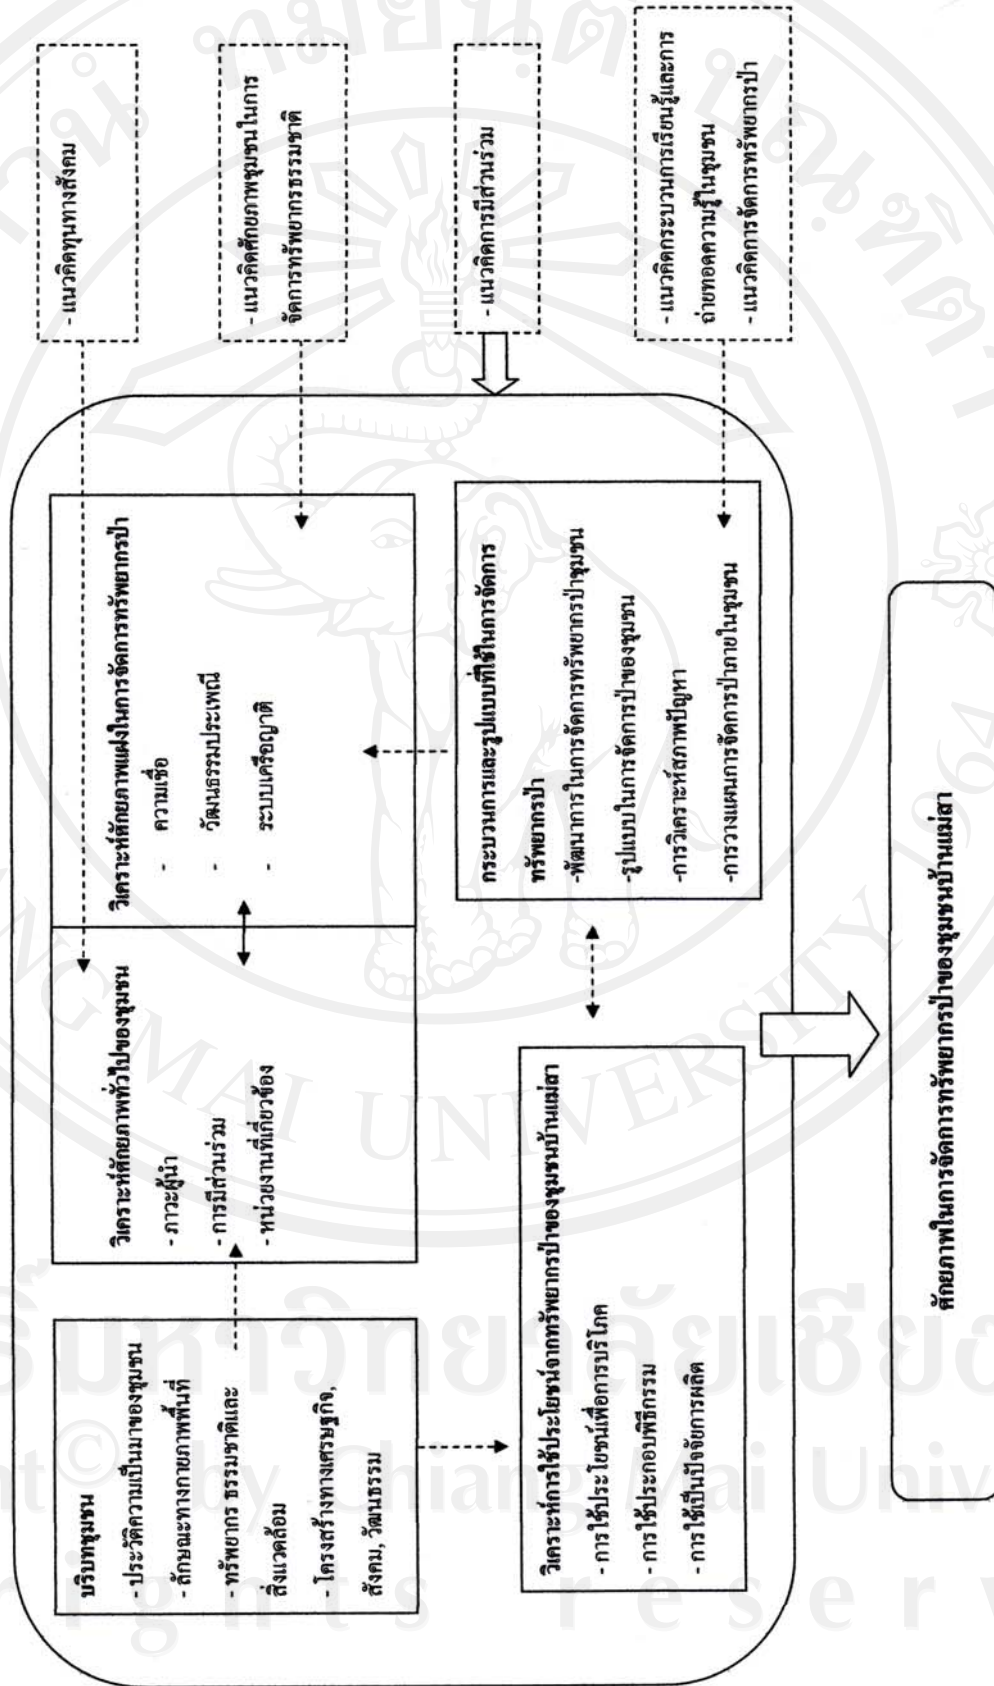 - แนวคิดทุนทางสังคม
- แนวคิดศักยภาพชุมชนในการ
จัดการทรัพยากรธรรมชาติ
- แนวคิดการมีส่วนร่วม
- แนวคิดกระบวนการเรียนรู้และการ
ถ่ายทอดความรู้ในชุมชน
- แนวคิดการจัดการทรัพยากรป่า
บริบทชุมชน
- ประวัติความเป็นมาของชุมชน
- ลักษณะทางกายภาพพื้นที่
- ทรัพยากร ธรรมชาติและ
สิ่งแวดล้อม
- โครงสร้างทางเศรษฐกิจ,
สังคม, วัฒนธรรม
วิเคราะห์ศักยภาพทั่วไปของชุมชน
- ภาวะผู้นำ
- การมีส่วนร่วม
- หน่วยงานที่เกี่ยวข้อง
วิเคราะห์ศักยภาพแฝงในการจัดการทรัพยากรป่า
- ความเชื่อ
- วัฒนธรรมประเพณี
- ระบบเครือญาติ
วิเคราะห์การใช้ประโยชน์จากทรัพยากรป่าของชุมชนบ้านแม่สา
- การใช้ประโยชน์เพื่อการบริโภค
- การใช้ประกอบพิธีกรรม
- การใช้เป็นปัจจัยการผลิต
กระบวนการและรูปแบบที่ใช้ในการจัดการ
ทรัพยากรป่า
-พัฒนาการในการจัดการทรัพยากรป่าชุมชน
-รูปแบบในการจัดการป่าของชุมชน
-การวิเคราะห์สภาพปัญหา
-การวางแผนการจัดการป่าภายในชุมชน
ศักยภาพในการจัดการทรัพยากรป่าของชุมชนบ้านแม่สา
MAI UNIVERSITY 1964
© by Chiang Mai Univ
rights reserv